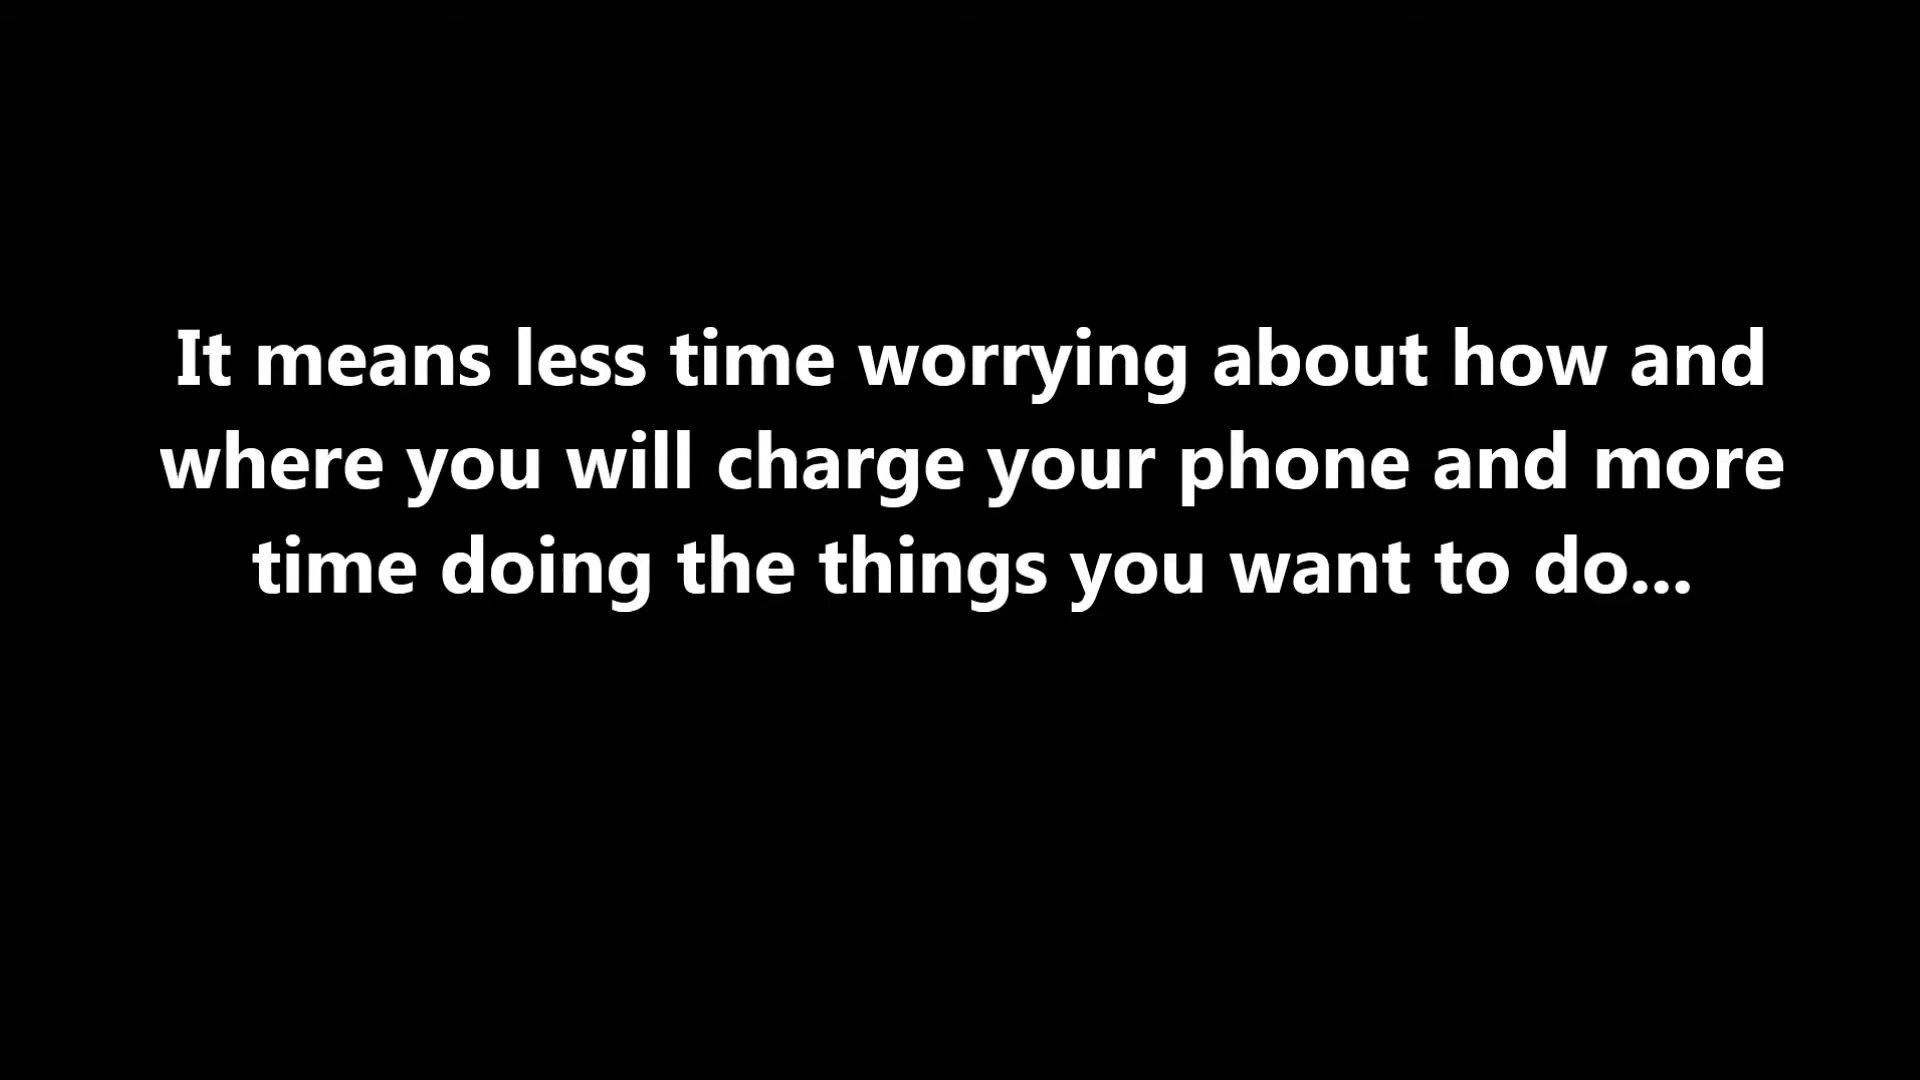 It means less time worrying about how and
where you will charge your phone and more
time doing the things you want to do...